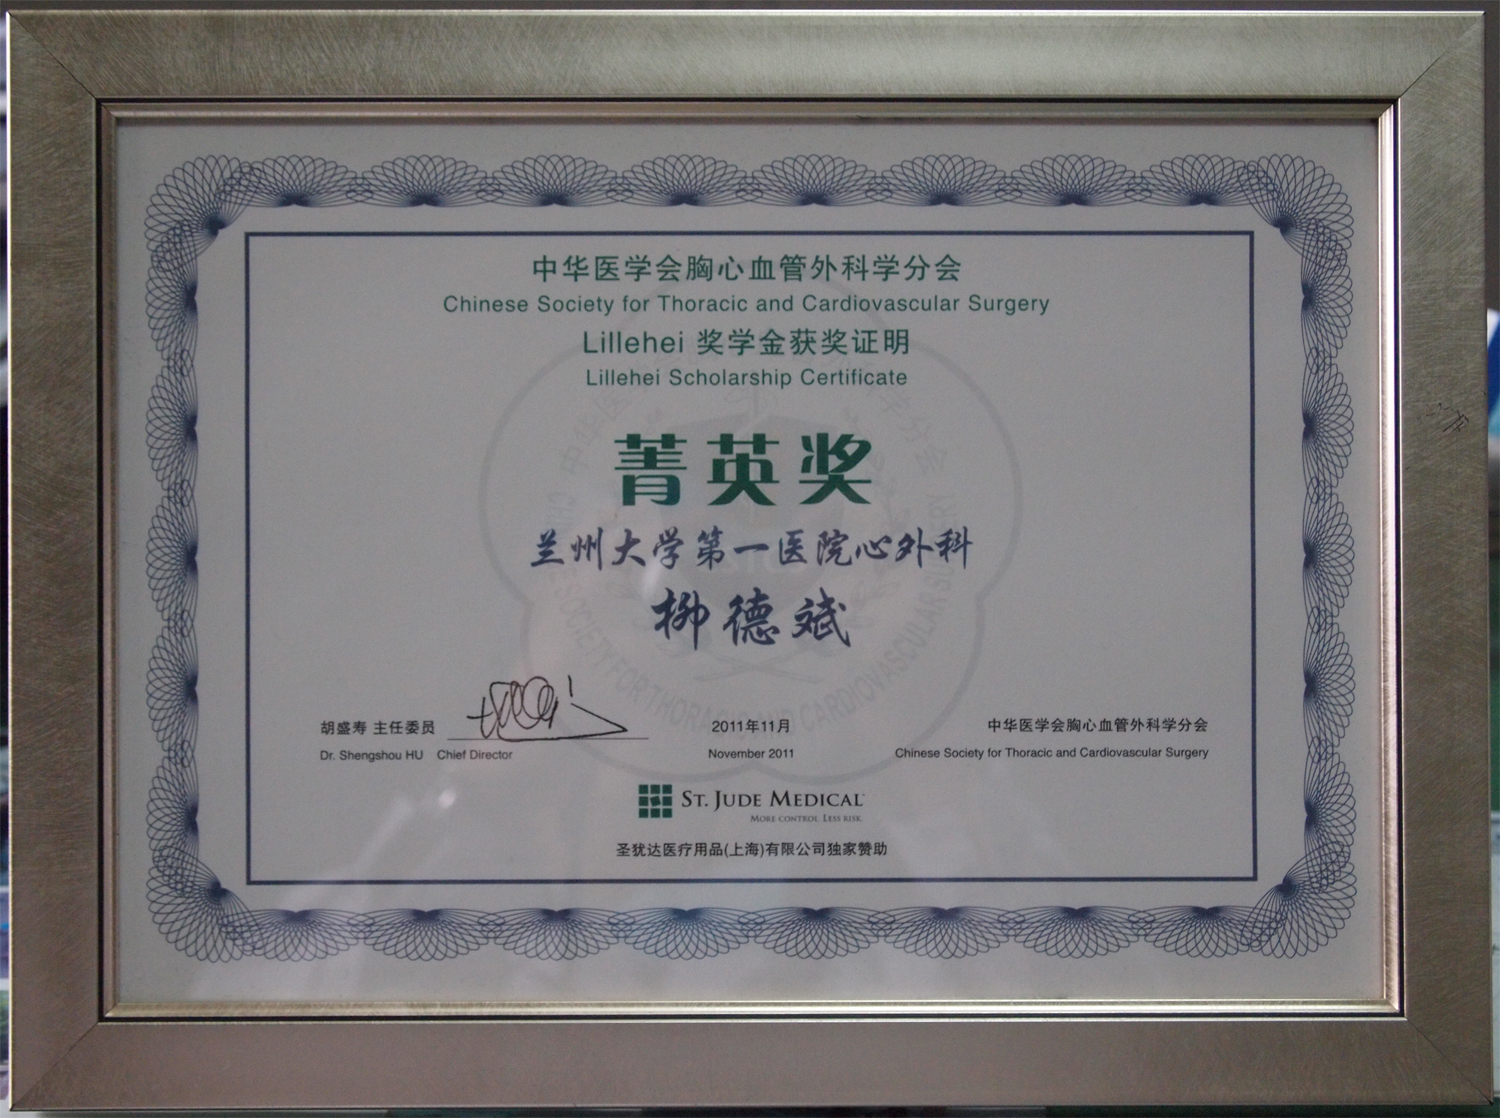 中华医学会胸心血管外科学分会
Chinese Society for Thoracic and Cardiovascular Surgery
Lillehei 奖学金获奖证明
Lillehei Scholarship Certificate
菁英奖
兰州大学第一医院心外科
柳德斌
胡盛寿 主任委员
Dr. Shengshou HU Chief Director
2011年11月
November 2011
中华医学会胸心血管外科学分会
Chinese Society for Thoracic and Cardiovascular Surgery
ST. JUDE MEDICAL
MORE CONTROL. LESS RISK.
圣犹达医疗用品(上海)有限公司独家赞助